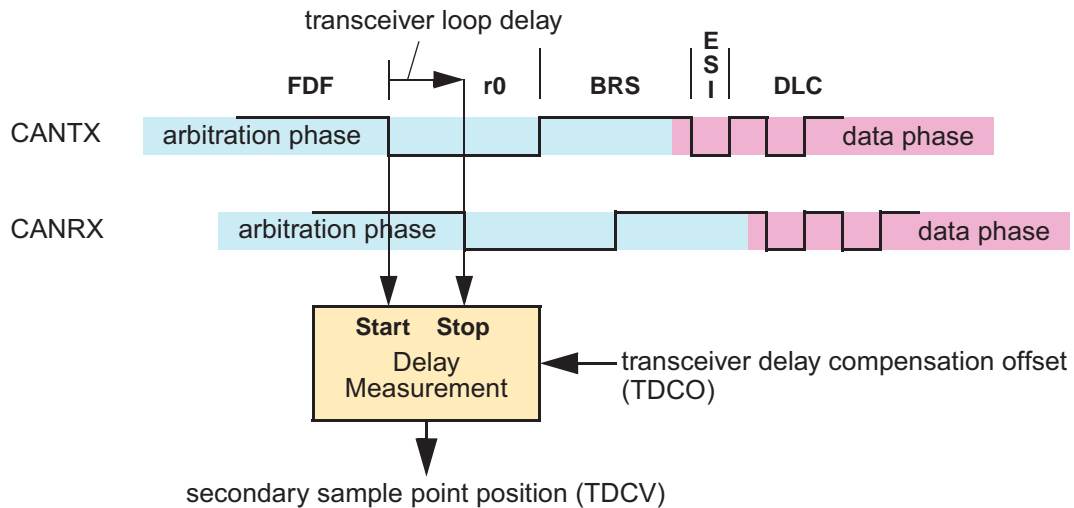 transceiver loop delay
FDF r0 BRS ESI DLC
CANTX arbitration phase data phase
CANRX arbitration phase data phase
Start Stop
Delay
Measurement
transceiver delay compensation offset
(TDCO)
secondary sample point position (TDCV)